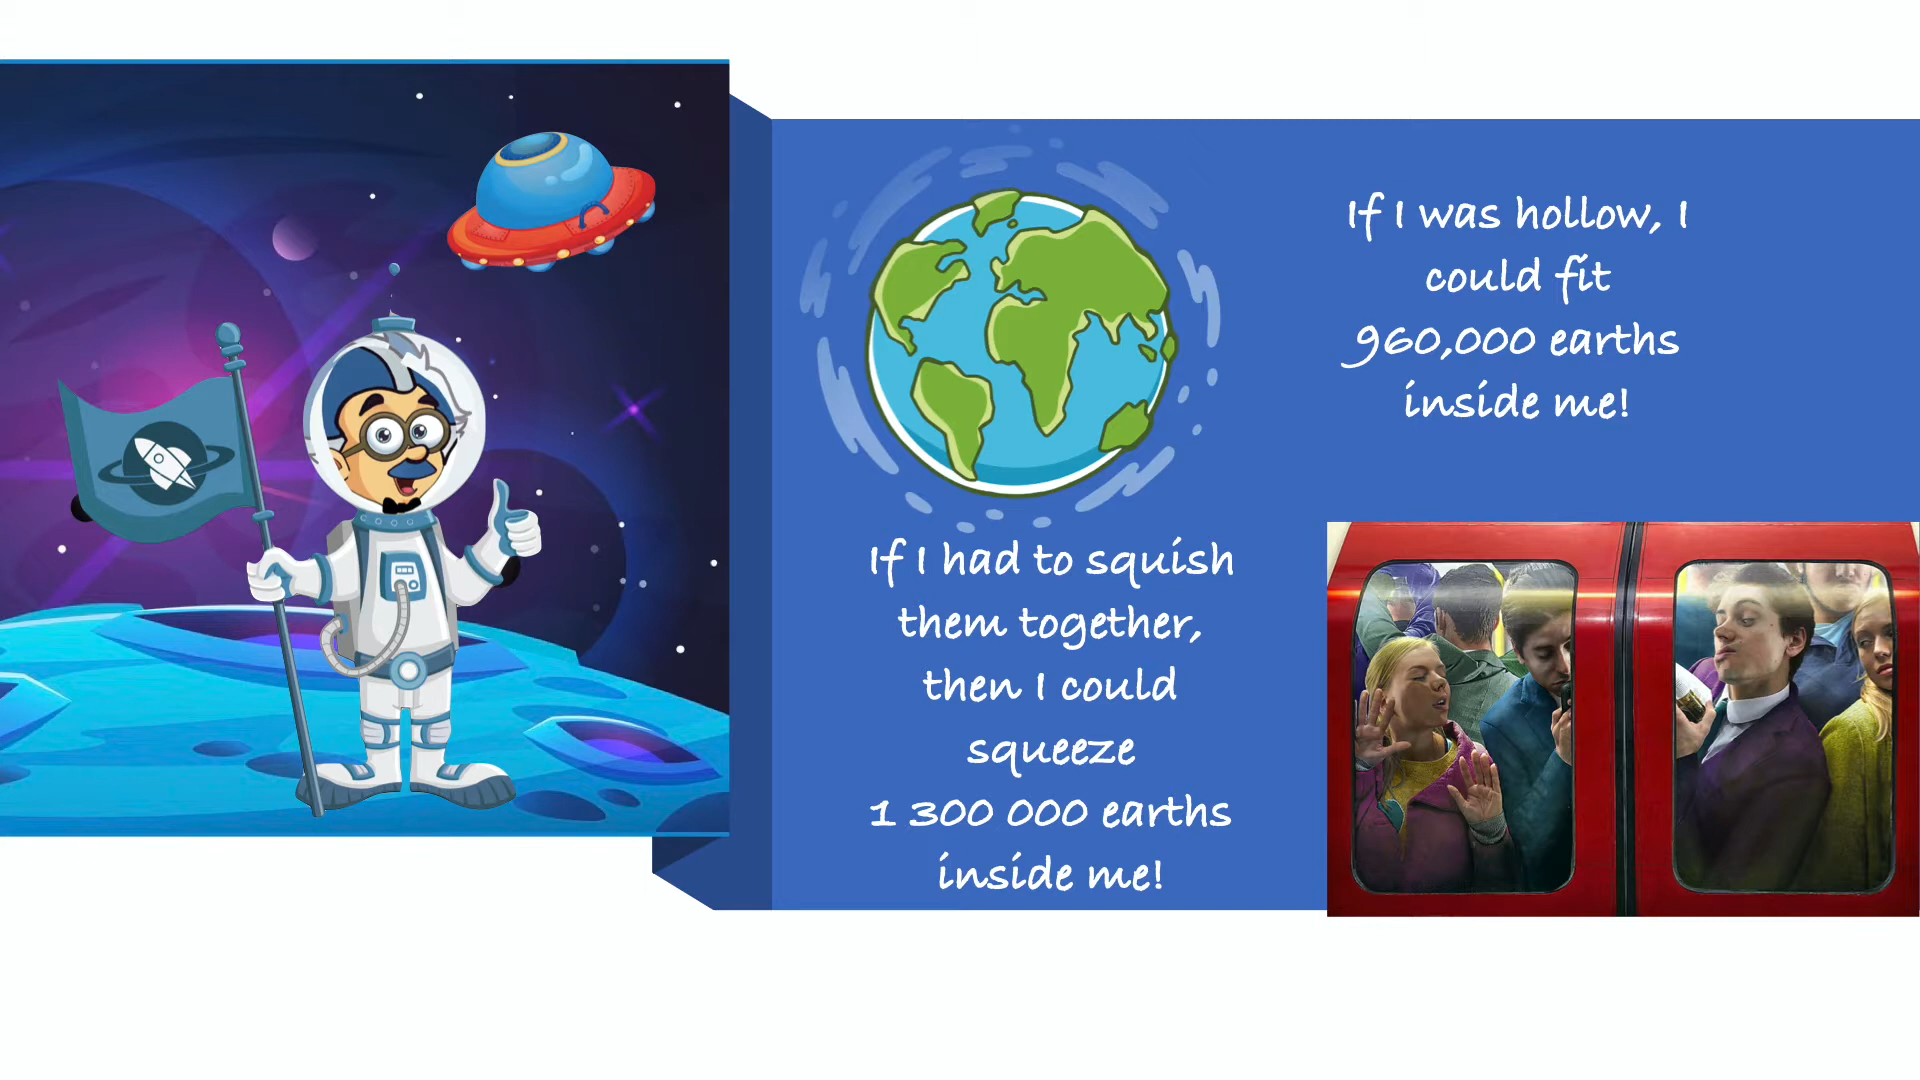 If I was hollow, I
could fit
960,000 earths
inside me!
If I had to squish
them together,
then I could
squeeze
1 300 000 earths
inside me!